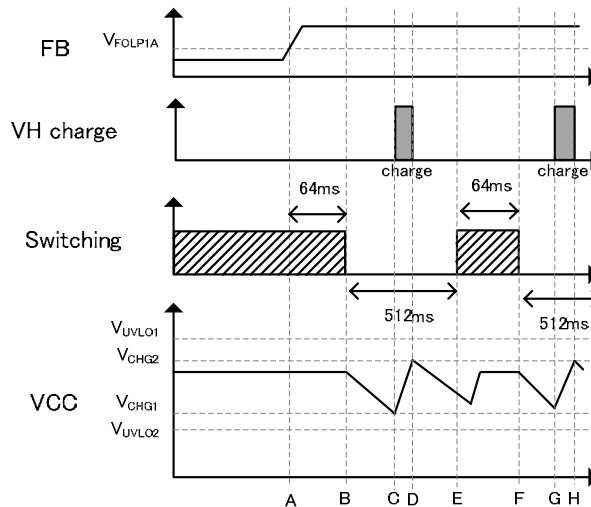 FB
VFOLP1A
VH charge
charge
charge
64ms
64ms
Switching
512ms
512ms
VUVLO1
VCHG2
VCC
VCHG1
VUVLO2
A B C D E F G H